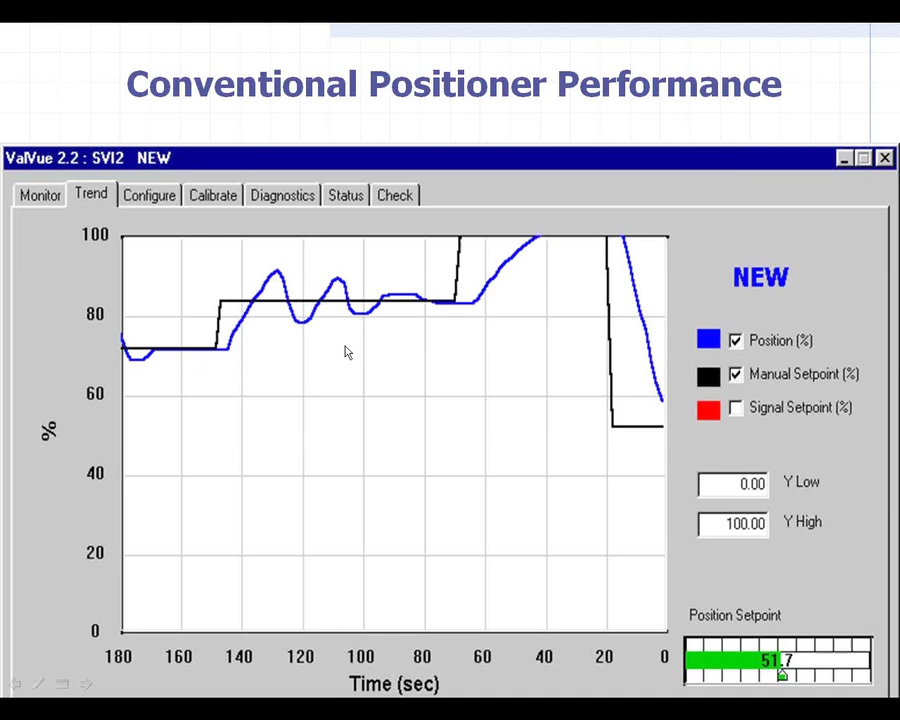 Conventional Positioner Performance
ValVue 2.2 : SVI2 NEW
Monitor Trend Configure Calibrate Diagnostics Status Check
100
80
60
40
20
0
%
180 160 140 120 100 80 60 40 20 0
Time (sec)
NEW
Position (%)
Manual Setpoint (%)
Signal Setpoint (%)
0.00 Y Low
100.00 Y High
Position Setpoint
51.7